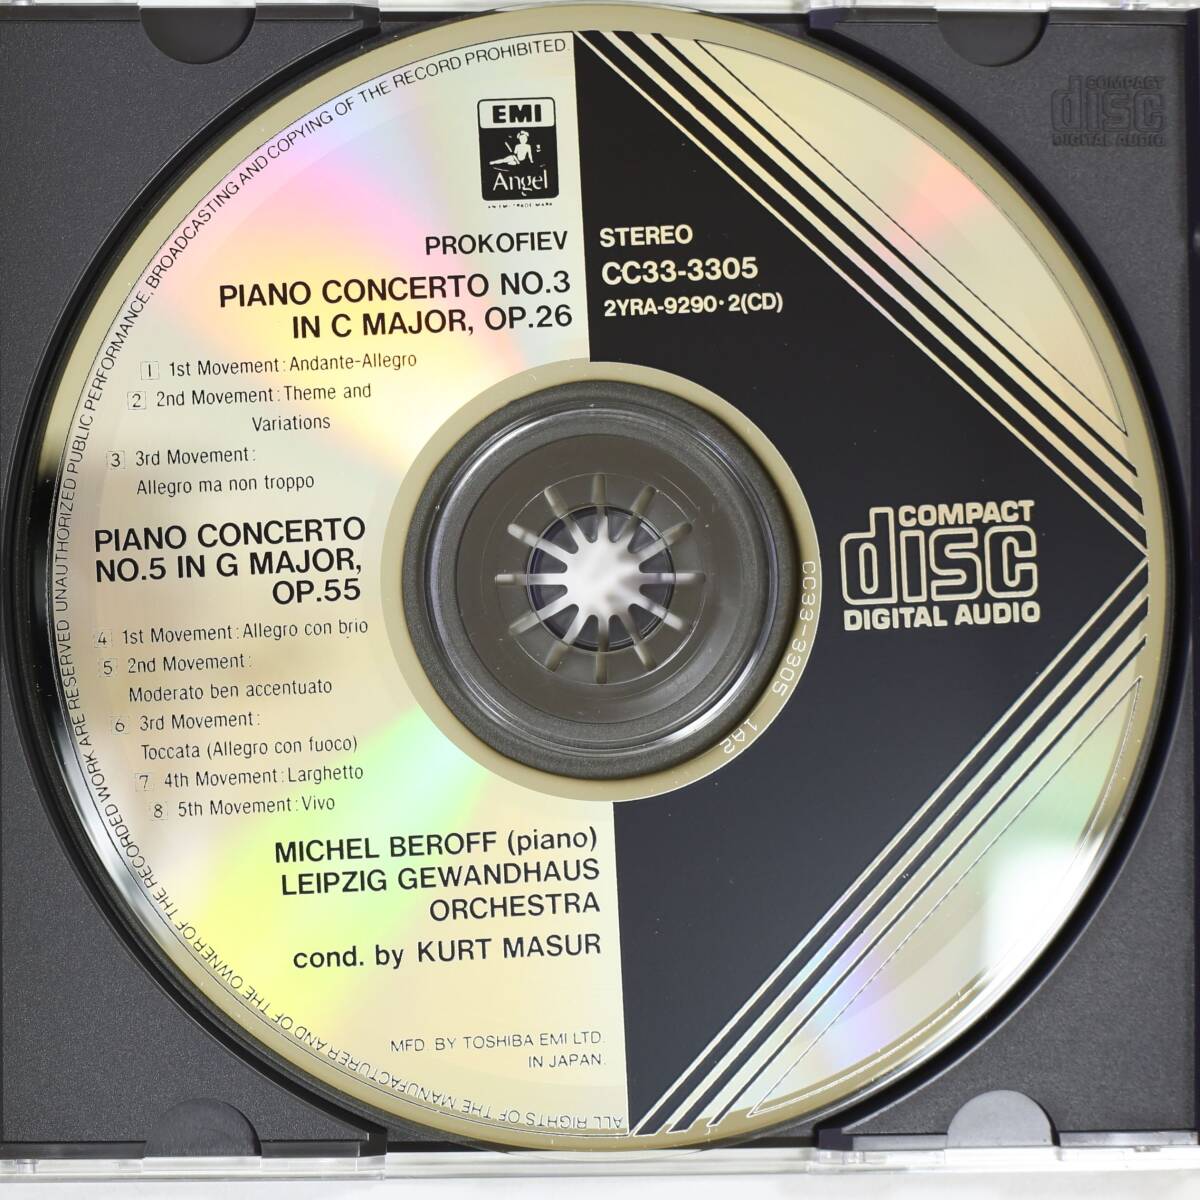 ALL RIGHTS OF THE MANUFACTURER AND OF THE OWNER OF THE RECORDED WORK ARE RESERVED UNAUTHORIZED PUBLIC PERFORMANCE, BROADCASTING AND COPYING OF THE RECORD PROHIBITED.
EMI
Angel
PROKOFIEV
PIANO CONCERTO NO.3
IN C MAJOR, OP.26
1 1st Movement: Andante-Allegro
2 2nd Movement: Theme and
Variations
3 3rd Movement:
Allegro ma non troppo
PIANO CONCERTO
NO.5 IN G MAJOR,
OP.55
4 1st Movement: Allegro con brio
5 2nd Movement:
Moderato ben accentuato
6 3rd Movement:
Toccata (Allegro con fuoco)
7 4th Movement: Larghetto
8 5th Movement: Vivo
MICHEL BEROFF (piano)
LEIPZIG GEWANDHAUS
ORCHESTRA
cond. by KURT MASUR
MFD. BY TOSHIBA EMI LTD.
IN JAPAN.
STEREO
CC33-3305
2YRA-9290・2(CD)
COMPACT
disc
DIGITAL AUDIO
CC33-3305 1A2
COMPACT
disc
DIGITAL AUDIO